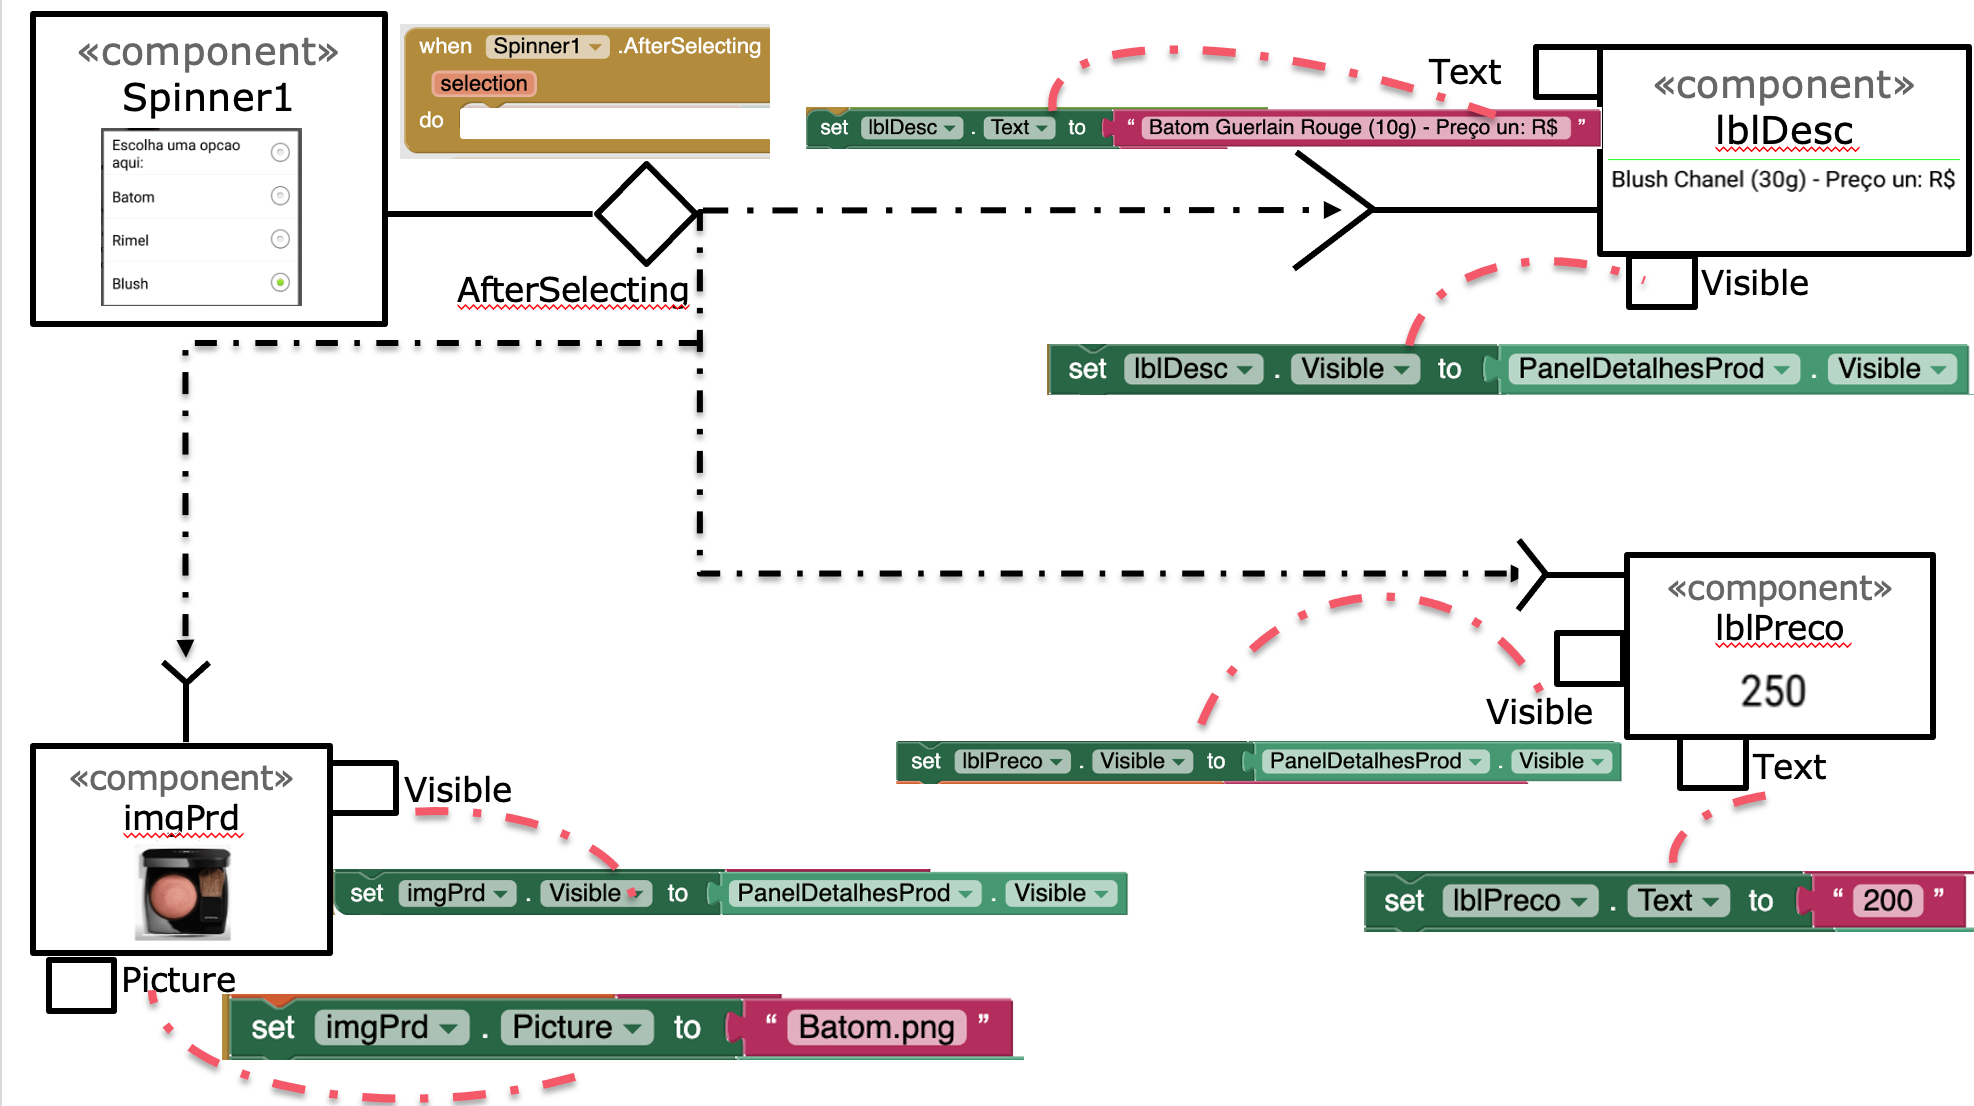 «component»
Spinner1
Escolha uma opcao
aqui:
Batom
Rimel
Blush
when Spinner1 .AfterSelecting
selection
do
AfterSelecting
set lblDesc . Text to “ Batom Guerlain Rouge (10g) - Preço un: R$ ”
Text
«component»
lblDesc
Blush Chanel (30g) - Preço un: R$
Visible
set lblDesc . Visible to PanelDetalhesProd . Visible
«component»
lblPreco
250
Visible
Text
set lblPreco . Visible to PanelDetalhesProd . Visible
set lblPreco . Text to “ 200 ”
«component»
imgPrd
Visible
set imgPrd . Visible to PanelDetalhesProd . Visible
Picture
set imgPrd . Picture to “ Batom.png ”